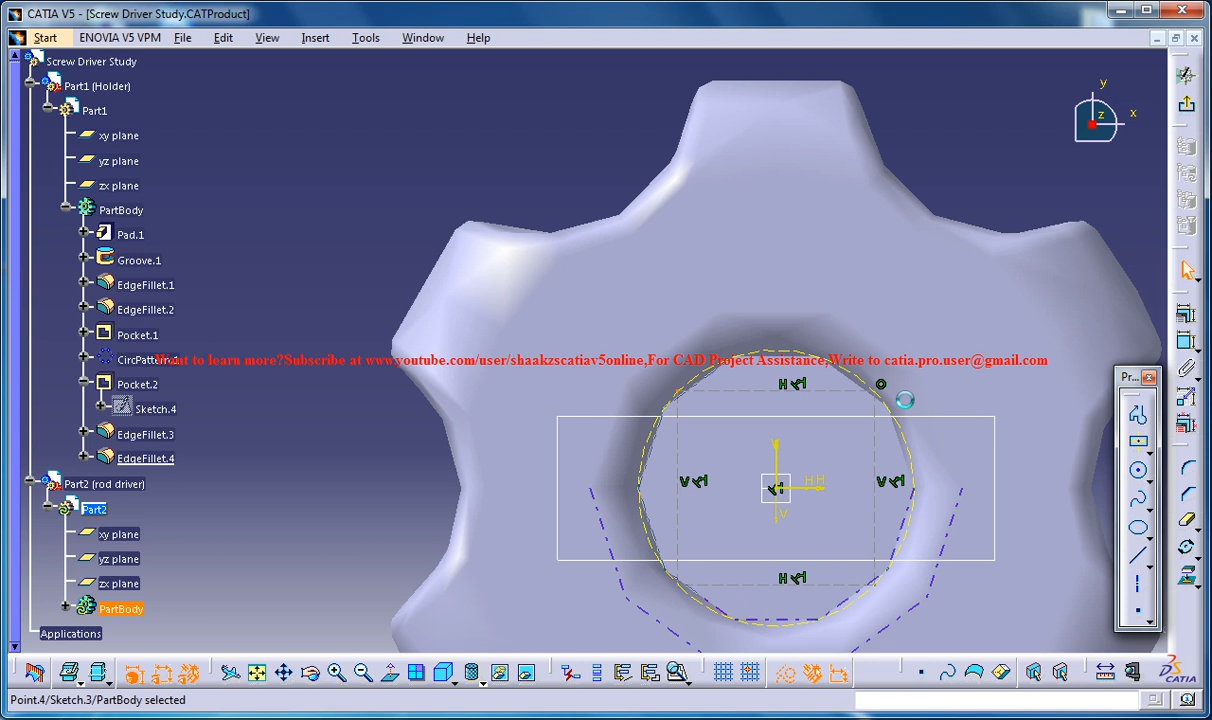 CATIA V5 - [Screw Driver Study.CATProduct]
Start ENOVIA V5 VPM File Edit View Insert Tools Window Help
Screw Driver Study
Part1 (Holder)
Part1
xy plane
yz plane
zx plane
PartBody
Pad.1
Groove.1
EdgeFillet.1
EdgeFillet.2
Pocket.1
Want to learn more?Subscribe at www.youtube.com/user/shaakzscatiav5online,For CAD Project Assistance,Write to catia.pro.user@gmail.com
Pocket.2
Sketch.4
EdgeFillet.3
EdgeFillet.4
Part2 (rod driver)
Part2
xy plane
yz plane
zx plane
PartBody
Applications
y
x
z
H
V
V
H H
V
H
Pr...
CATIA
Point.4/Sketch.3/PartBody selected